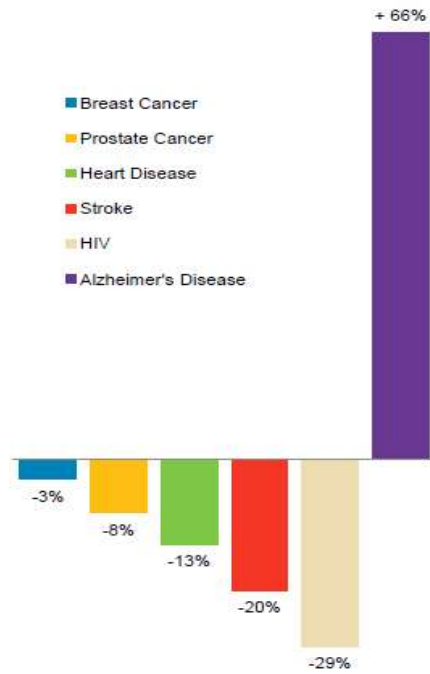 + 66%
Breast Cancer
Prostate Cancer
Heart Disease
Stroke
HIV
Alzheimer's Disease
-3%
-8%
-13%
-20%
-29%